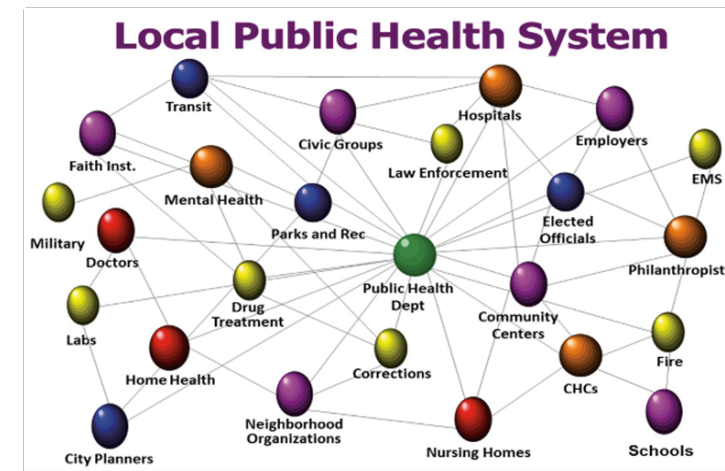 Local Public Health System
Transit
Hospitals
Civic Groups
Employers
Faith Inst.
Law Enforcement
EMS
Mental Health
Military
Parks and Rec
Elected
Officials
Doctors
Philanthropist
Public Health
Dept
Drug
Treatment
Community
Centers
Labs
Fire
Home Health
Corrections
CHCs
Neighborhood
Organizations
City Planners
Nursing Homes
Schools